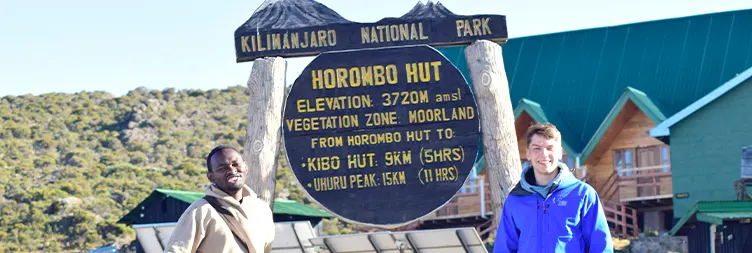 KILIMANJARO NATIONAL PARK
HOROMBO HUT
ELEVATION: 3720M amsl
VEGETATION ZONE: MOORLAND
FROM HOROMBO HUT TO:
• KIBO HUT: 9KM (5HRS)
• UHURU PEAK: 15KM (11 HRS)